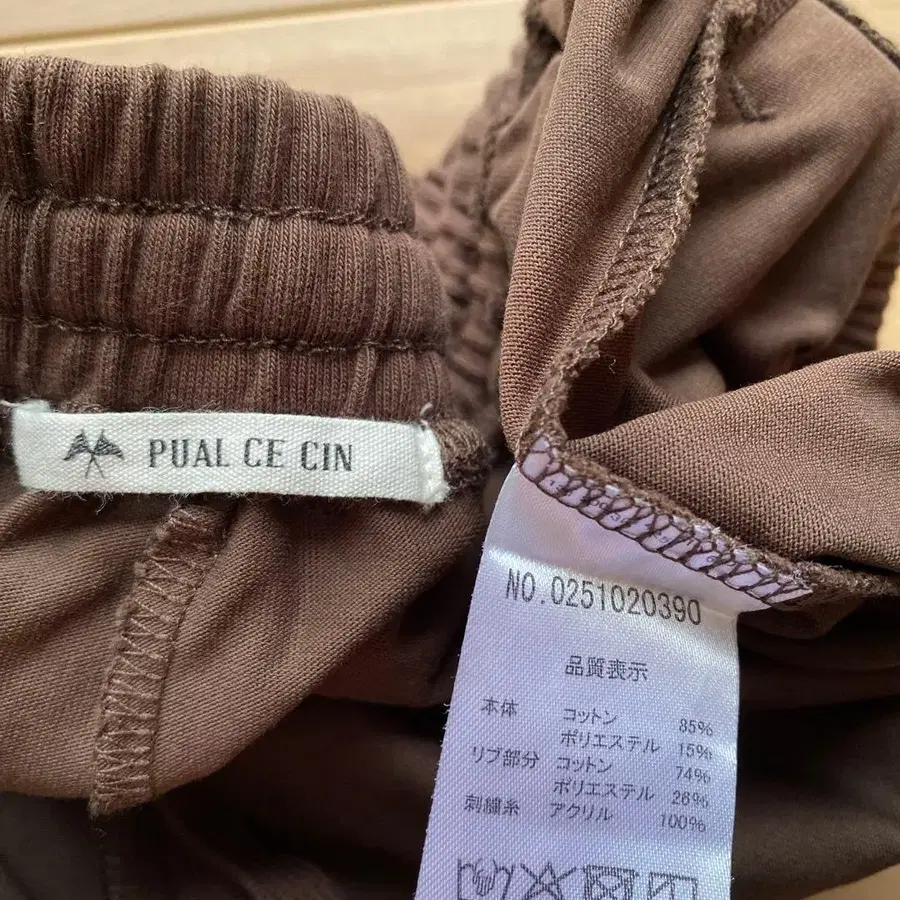 PUAL CE CIN
NO.0251020390
品質表示
本体 コットン 85%
ポリエステル 15%
リブ部分 コットン 74%
ポリエステル 26%
刺繍糸 アクリル 100%